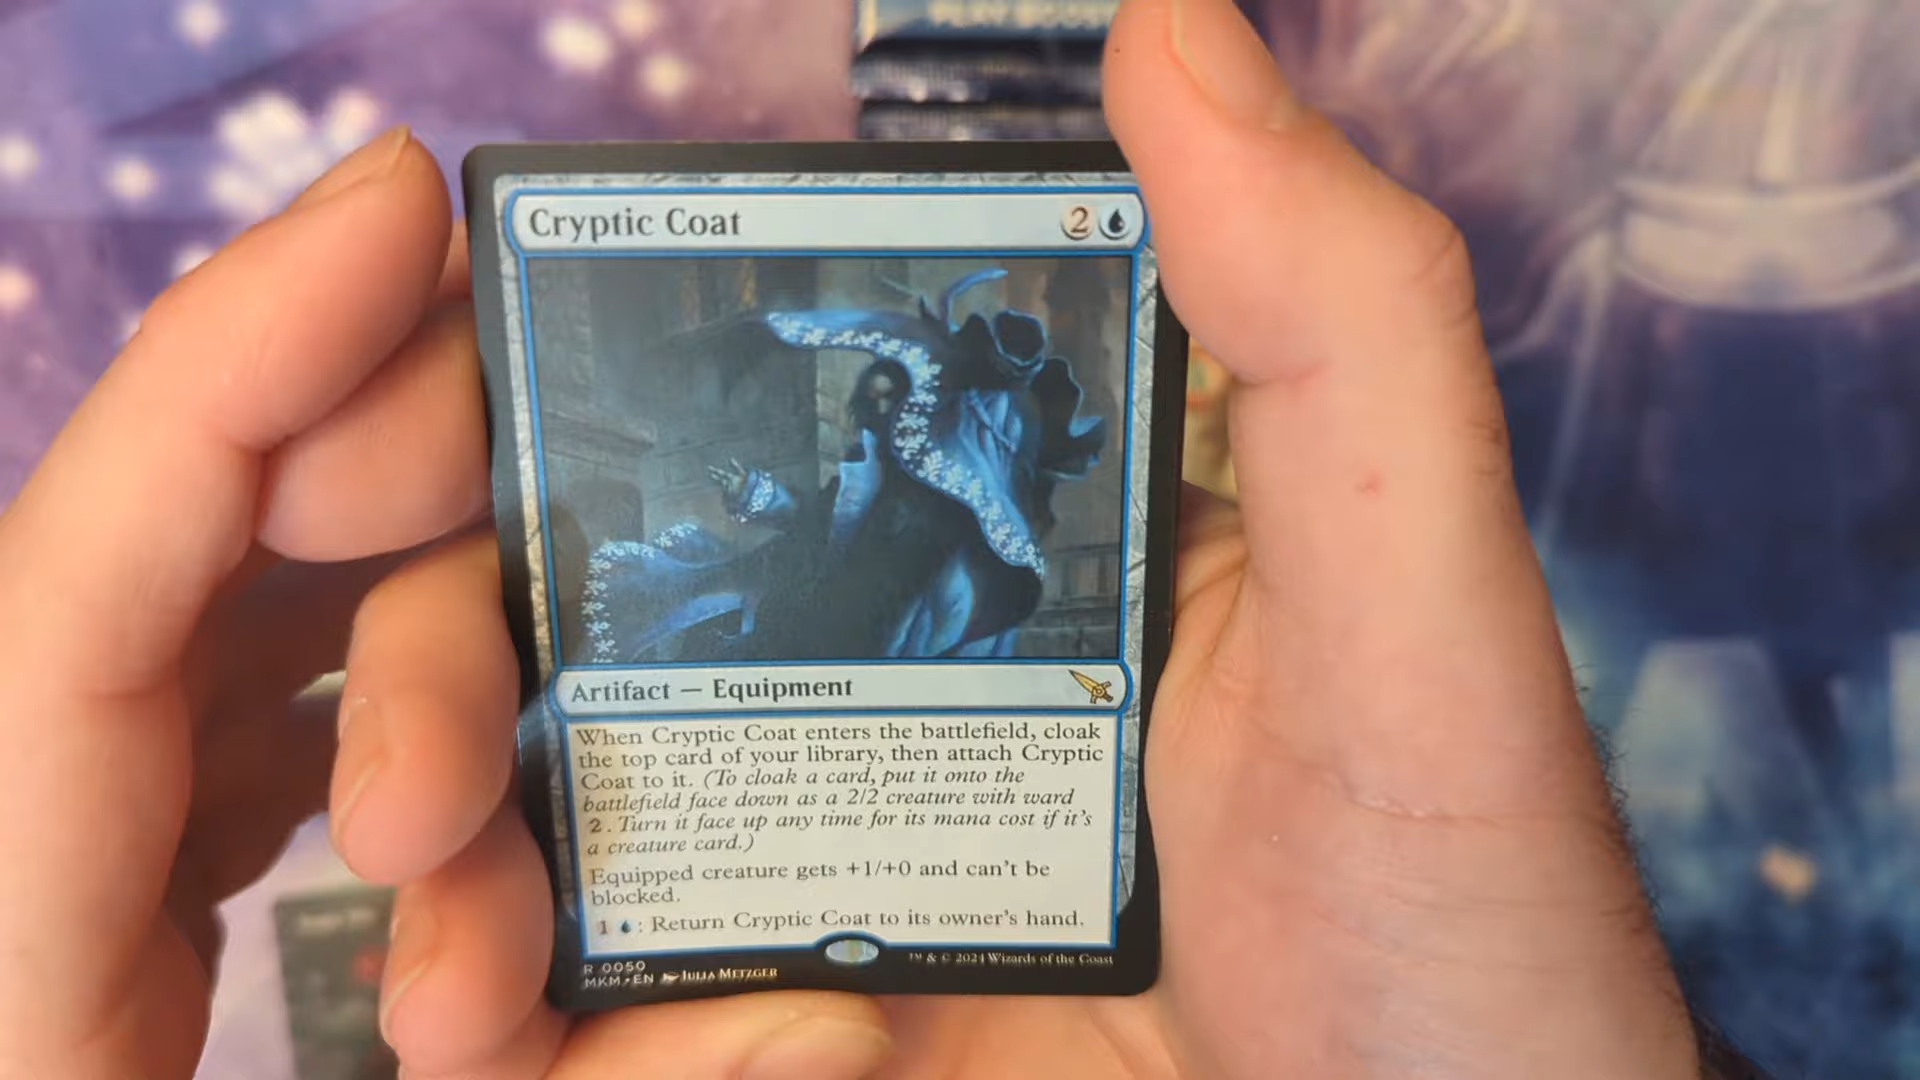 PLAY BOOSTER
Cryptic Coat 2
Artifact — Equipment
When Cryptic Coat enters the battlefield, cloak
the top card of your library, then attach Cryptic
Coat to it. (To cloak a card, put it onto the
battlefield face down as a 2/2 creature with ward
2. Turn it face up any time for its mana cost if it's
a creature card.)
Equipped creature gets +1/+0 and can't be
blocked.
1 : Return Cryptic Coat to its owner's hand.
R 0050
MKM • EN Julia Metzger
™ & © 2024 Wizards of the Coast